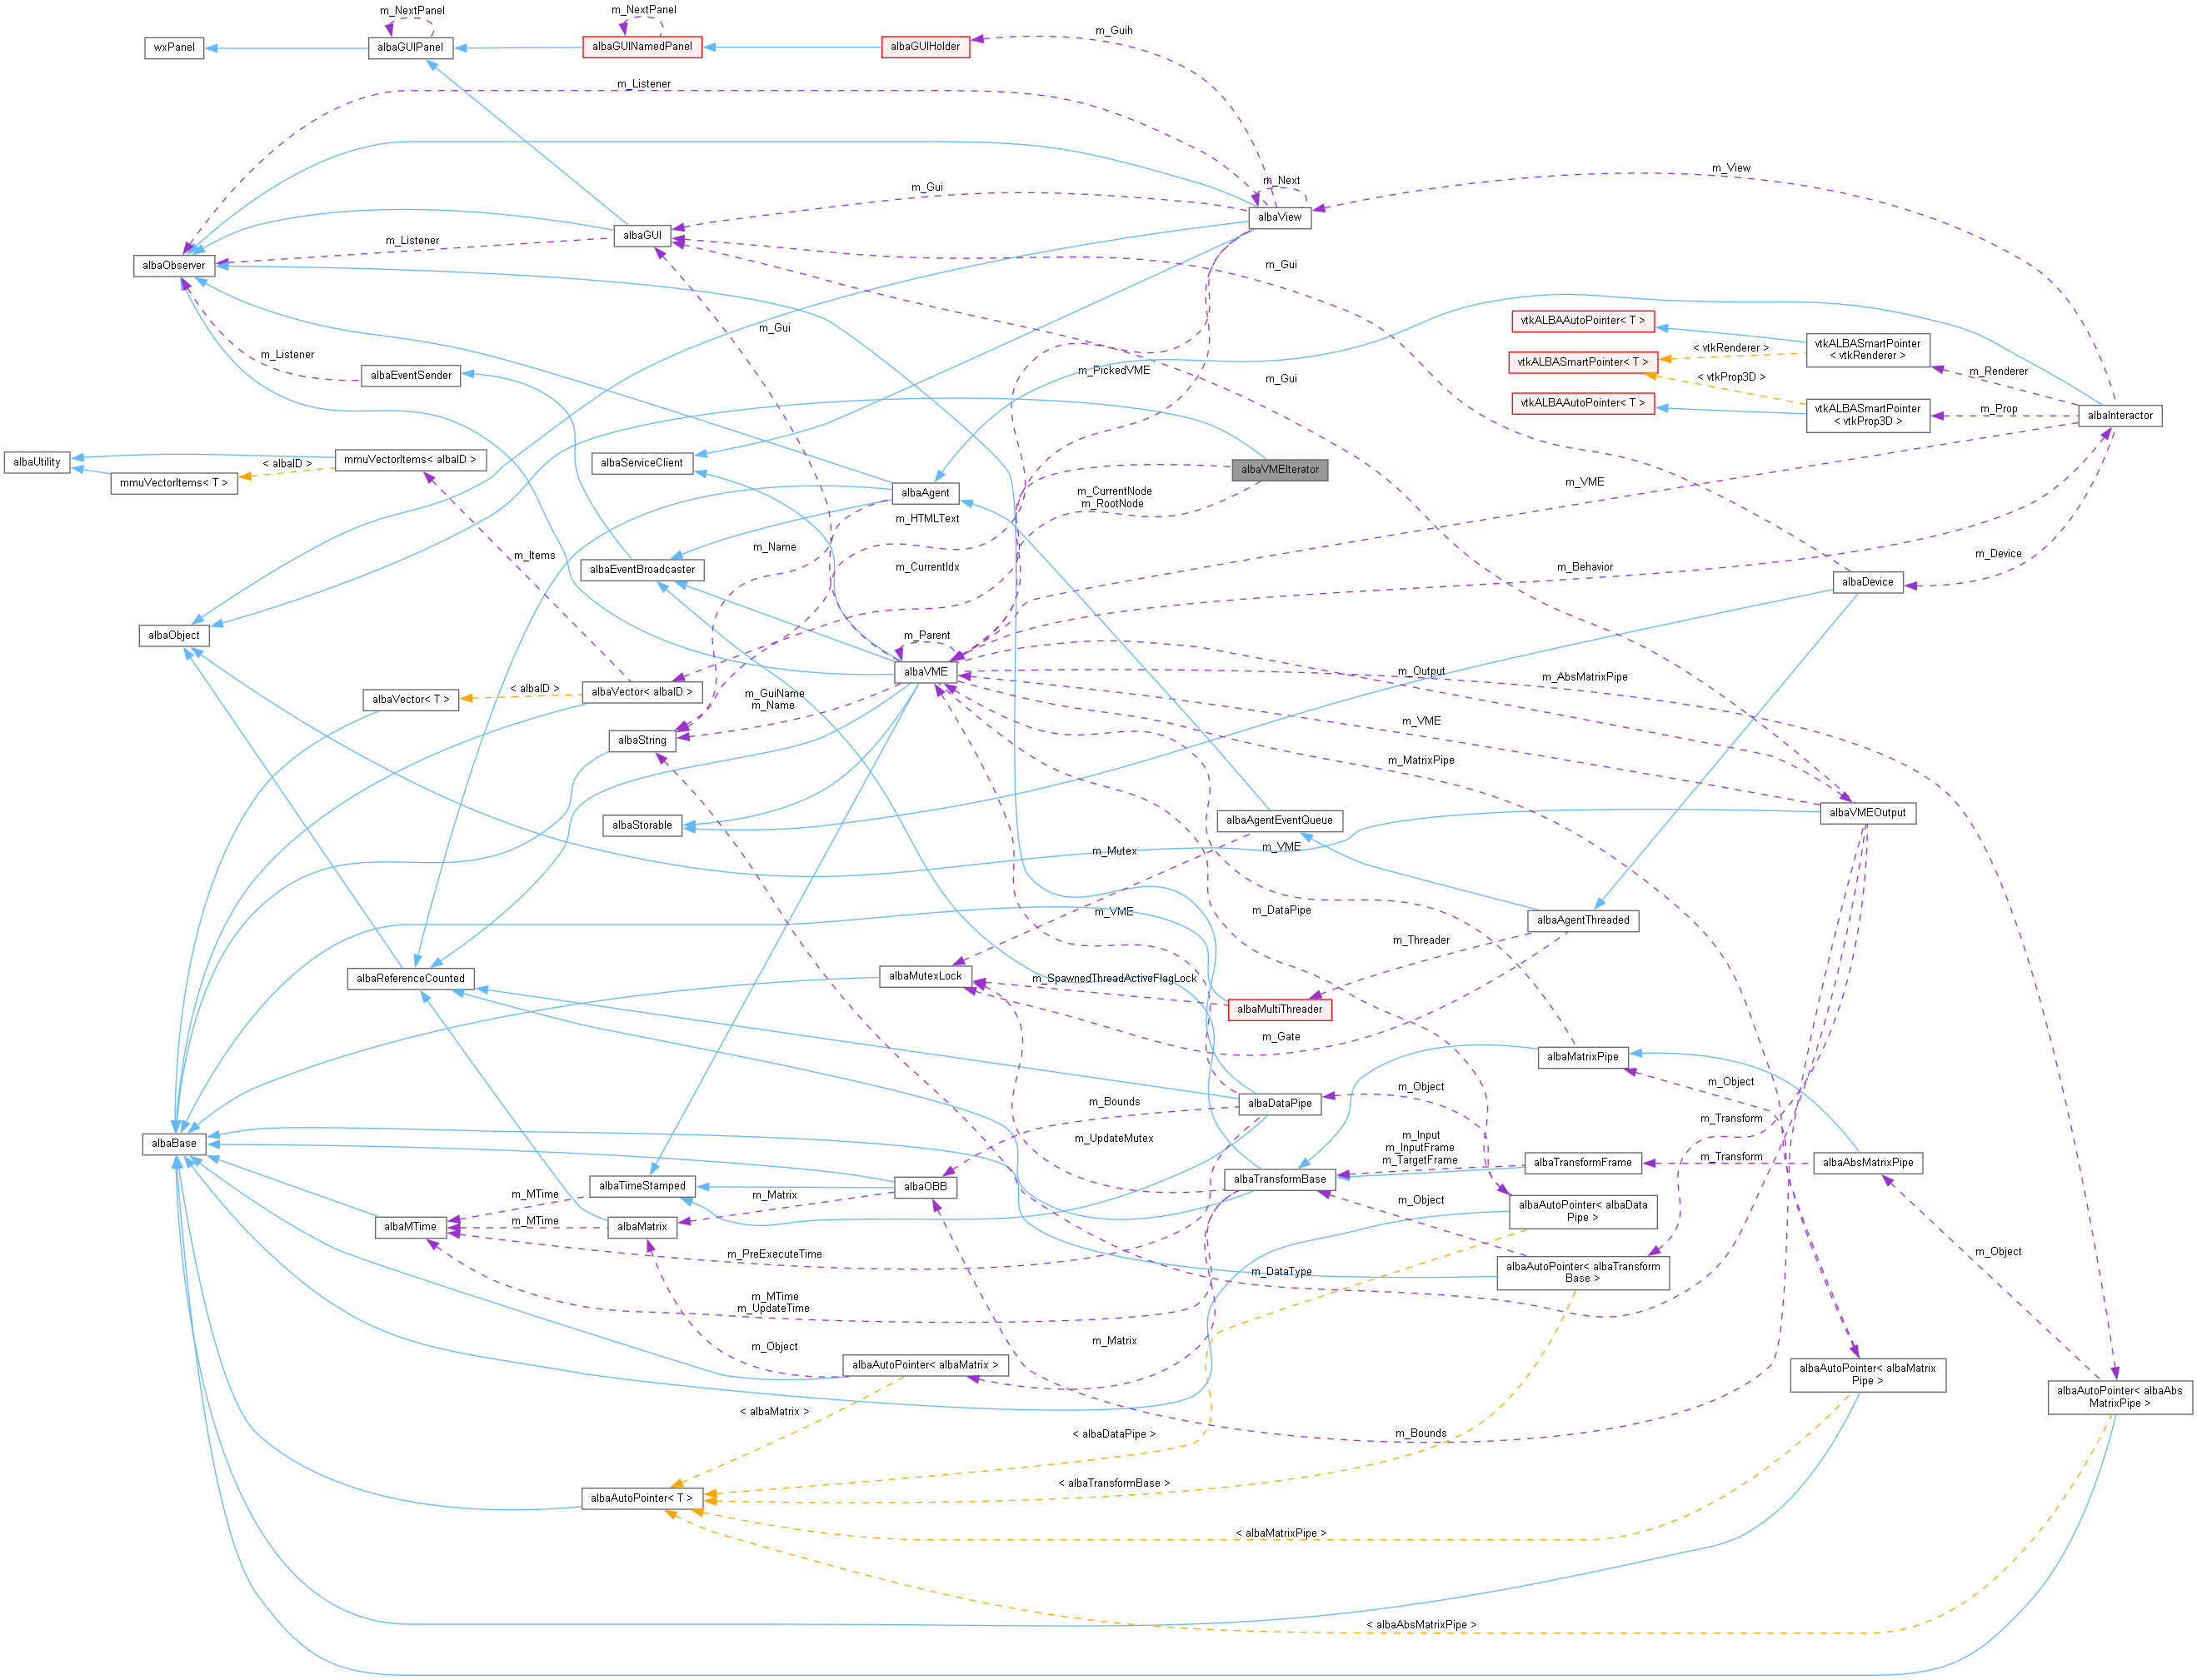 m_NextPanel
m_NextPanel
m_Guih
wxPanel
albaGUIPanel
albaGUINamedPanel
albaGUIHolder
m_Listener
m_View
m_Next
m_Gui
albaView
albaGUI
m_Listener
albaObserver
m_Gui
vtkALBAAutoPointer< T >
m_Gui
vtkALBASmartPointer
< vtkRenderer >
< vtkRenderer >
m_Listener
vtkALBASmartPointer< T >
m_PickedVME
m_Gui
m_Renderer
albaEventSender
< vtkProp3D >
vtkALBAAutoPointer< T >
vtkALBASmartPointer
< vtkProp3D >
m_Prop
albaInteractor
albaUtility
< albaID >
mmuVectorItems< albaID >
albaServiceClient
albaVMEIterator
mmuVectorItems< T >
m_VME
albaAgent
m_CurrentNode
m_RootNode
m_HTMLText
m_Items
m_Name
m_Device
albaEventBroadcaster
m_CurrentIdx
m_Behavior
albaDevice
albaObject
m_Parent
albaVME
m_Output
m_AbsMatrixPipe
albaVector< T >
< albaID >
albaVector< albaID >
m_GuiName
m_Name
m_VME
albaString
m_MatrixPipe
albaStorable
albaAgentEventQueue
albaVMEOutput
m_Mutex
m_VME
m_VME
m_DataPipe
albaAgentThreaded
m_Threader
albaReferenceCounted
albaMutexLock
m_SpawnedThreadActiveFlagLock
albaMultiThreader
m_Gate
albaMatrixPipe
m_Object
m_Object
m_Bounds
albaDataPipe
m_Transform
albaBase
m_UpdateMutex
m_Input
m_InputFrame
m_TargetFrame
m_Transform
albaTransformFrame
albaAbsMatrixPipe
albaTransformBase
albaTimeStamped
albaOBB
m_MTime
m_Matrix
m_Object
albaAutoPointer< albaData
Pipe >
albaMTime
m_MTime
albaMatrix
m_PreExecuteTime
m_Object
m_DataType
albaAutoPointer< albaTransform
Base >
m_MTime
m_UpdateTime
m_Object
m_Matrix
albaAutoPointer< albaMatrix >
albaAutoPointer< albaMatrix
Pipe >
albaAutoPointer< albaAbs
MatrixPipe >
< albaMatrix >
< albaDataPipe >
m_Bounds
< albaTransformBase >
albaAutoPointer< T >
< albaMatrixPipe >
< albaAbsMatrixPipe >